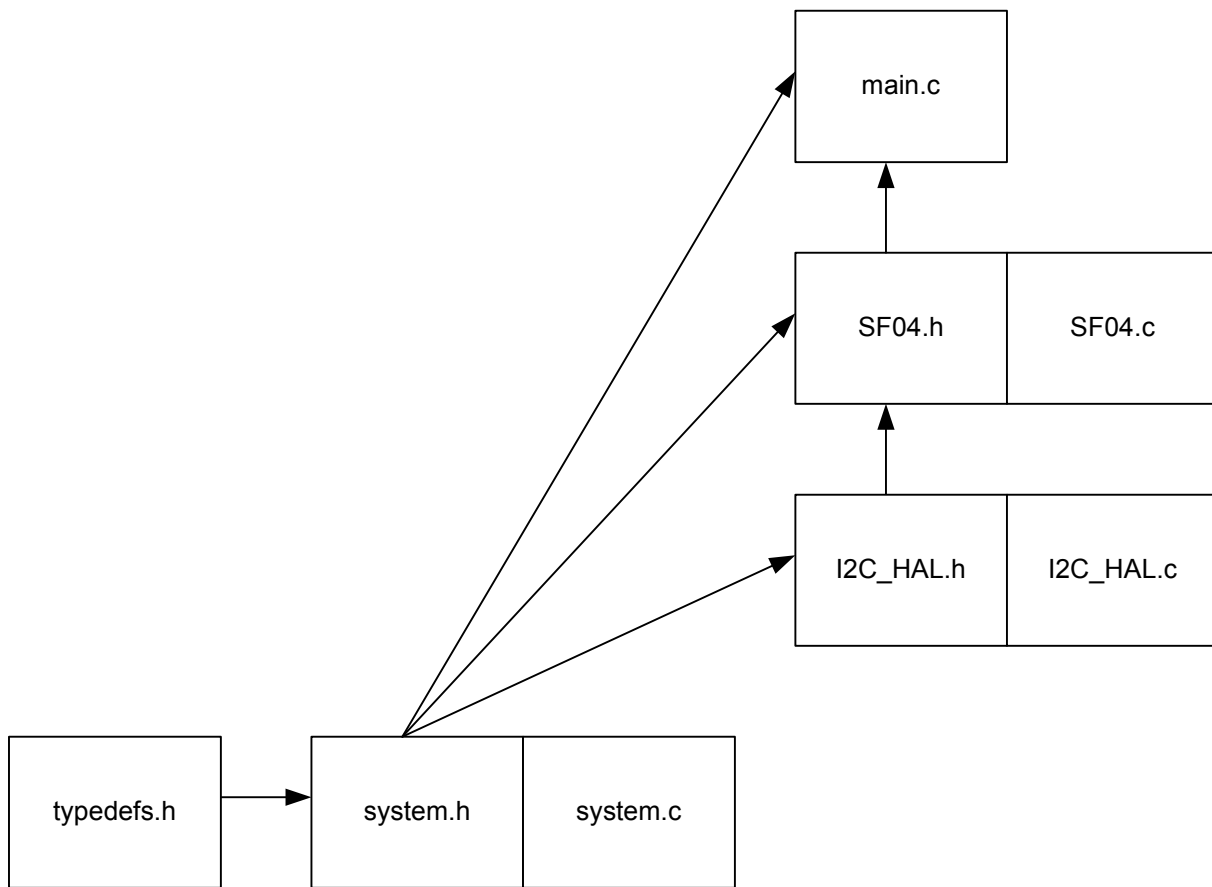 main.c
SF04.h
SF04.c
I2C_HAL.h
I2C_HAL.c
typedefs.h
system.h
system.c